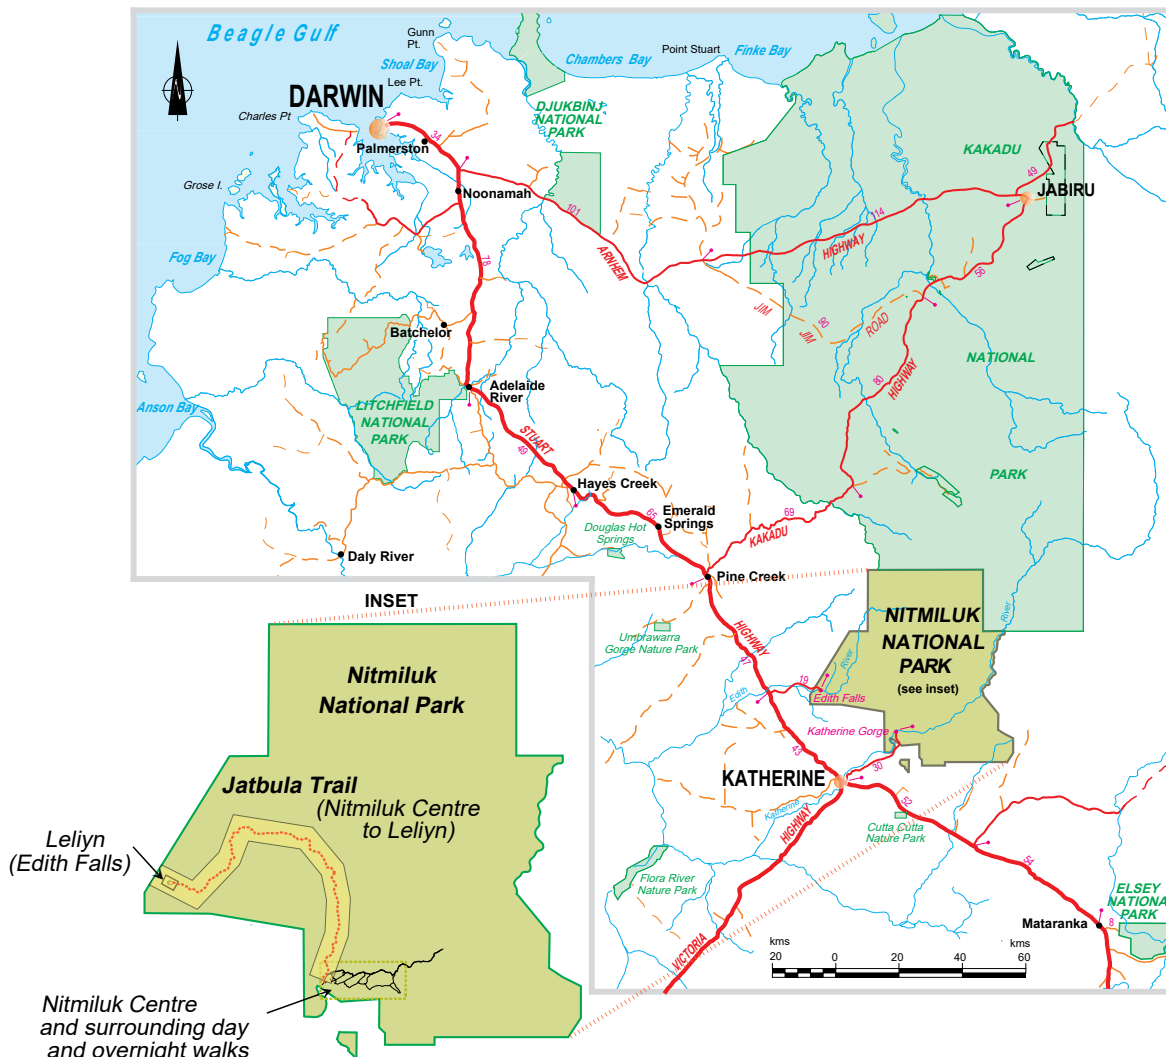 Beagle Gulf
Gunn
Pt.
Shoal Bay
Lee Pt.
Chambers Bay
Point Stuart
Finke Bay
DARWIN
Charles Pt
Palmerston
34
DJUKBINJ
NATIONAL
PARK
KAKADU
49
JABIRU
Grose I.
Noonamah
101
ARNHEM
HIGHWAY
114
Fog Bay
78
56
JIM
JIM
90
ROAD
Batchelor
NATIONAL
80
HIGHWAY
Adelaide
River
Anson Bay
LITCHFIELD
NATIONAL
PARK
STUART
49
PARK
Hayes Creek
65
Emerald
Springs
69
KAKADU
Douglas Hot
Springs
Daly River
Pine Creek
INSET
Umbrawarra
Gorge Nature Park
HIGHWAY
47
NITMILUK
NATIONAL
PARK
(see inset)
River
River
Edith
19
Edith Falls
Katherine Gorge
43
30
KATHERINE
52
Katherine
HIGHWAY
Cutta Cutta
Nature Park
54
Flora River
Nature Park
ELSEY
NATIONAL
PARK
Mataranka
8
VICTORIA
kms
kms
20
0
20
40
60
Nitmiluk
National Park
Jatbula Trail
(Nitmiluk Centre
to Leliyn)
Leliyn
(Edith Falls)
Nitmiluk Centre
and surrounding day
and overnight walks